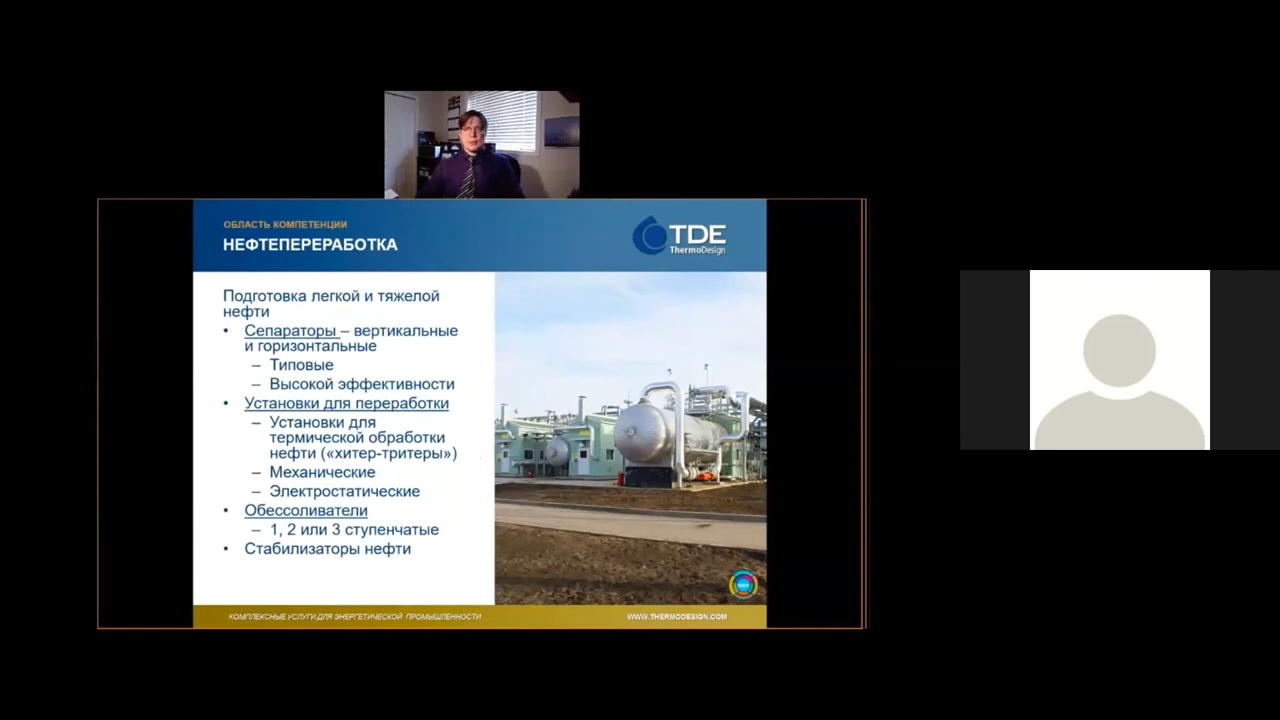 ОБЛАСТЬ КОМПЕТЕНЦИИ
НЕФТЕПЕРЕРАБОТКА
TDE
ThermoDesign
Подготовка легкой и тяжелой
нефти
• Сепараторы – вертикальные
и горизонтальные
– Типовые
– Высокой эффективности
• Установки для переработки
– Установки для
термической обработки
нефти («хитер-тритеры»)
– Механические
– Электростатические
• Обессоливатели
– 1, 2 или 3 ступенчатые
• Стабилизаторы нефти
КОМПЛЕКСНЫЕ УСЛУГИ ДЛЯ ЭНЕРГЕТИЧЕСКОЙ ПРОМЫШЛЕННОСТИ
WWW.THERMODESIGN.COM